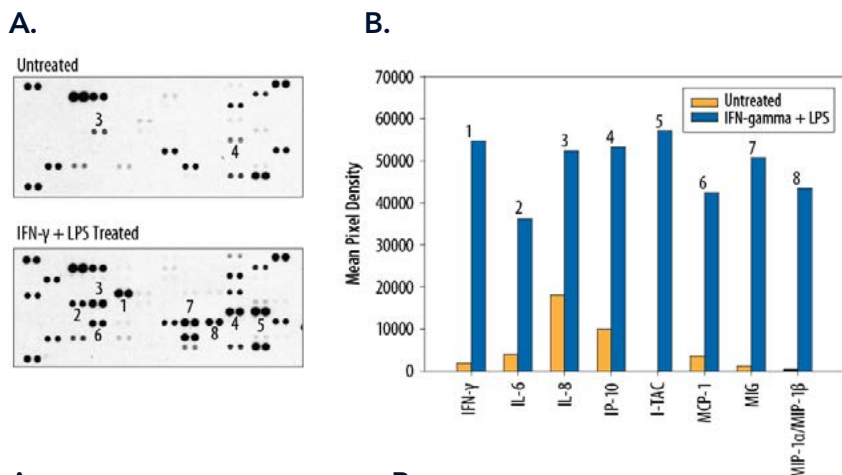 A.
Untreated
3
4
IFN-γ + LPS Treated
3
1
7
2
4
5
6
8
B.
70000
60000
50000
40000
30000
20000
10000
0
Mean Pixel Density
Untreated
IFN-gamma + LPS
1
2
3
4
5
6
7
8
IFN-γ
IL-6
IL-8
IP-10
I-TAC
MCP-1
MIG
MIP-1α/MIP-1β